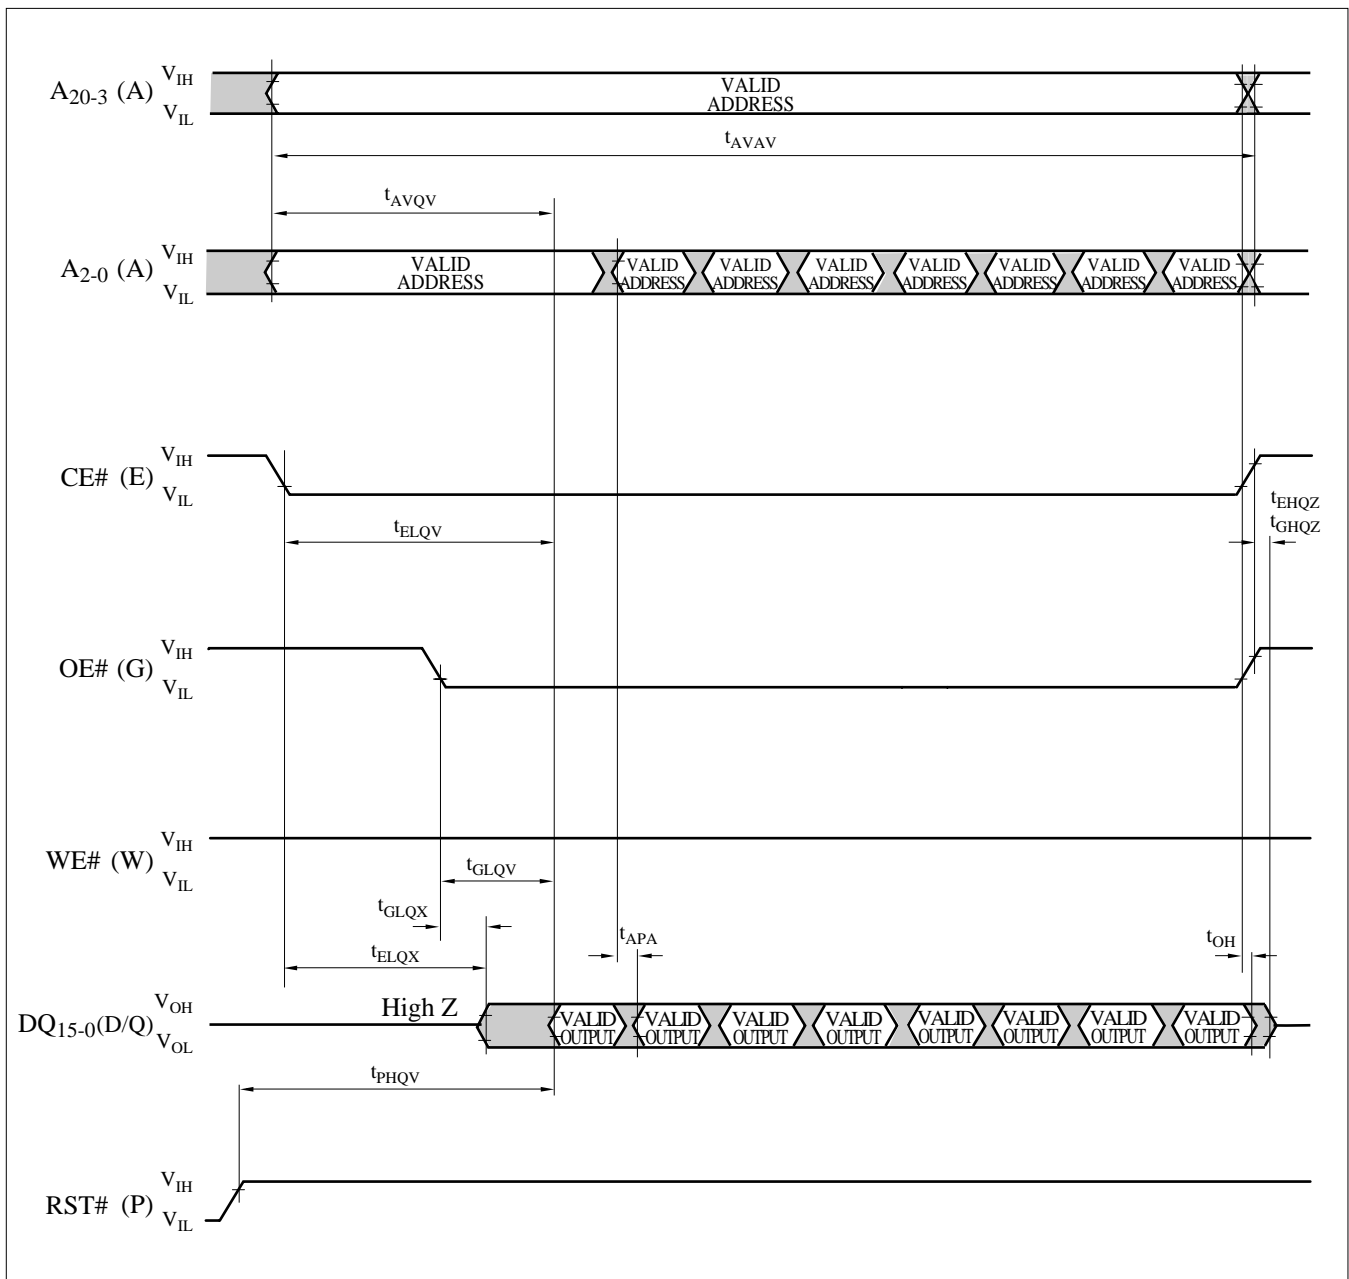 A20-3 (A) VIH
VIL
VALID
ADDRESS
tAVAV
tAVQV
A2-0 (A) VIH
VIL
VALID
ADDRESS
VALID
ADDRESS
VALID
ADDRESS
VALID
ADDRESS
VALID
ADDRESS
VALID
ADDRESS
VALID
ADDRESS
VALID
ADDRESS
CE# (E) VIH
VIL
tEHQZ
tGHQZ
tELQV
OE# (G) VIH
VIL
WE# (W) VIH
VIL
tGLQV
tGLQX
tAPA
tOH
tELQX
DQ15-0(D/Q) VOH
VOL
High Z
VALID
OUTPUT
VALID
OUTPUT
VALID
OUTPUT
VALID
OUTPUT
VALID
OUTPUT
VALID
OUTPUT
VALID
OUTPUT
VALID
OUTPUT
tPHQV
RST# (P) VIH
VIL